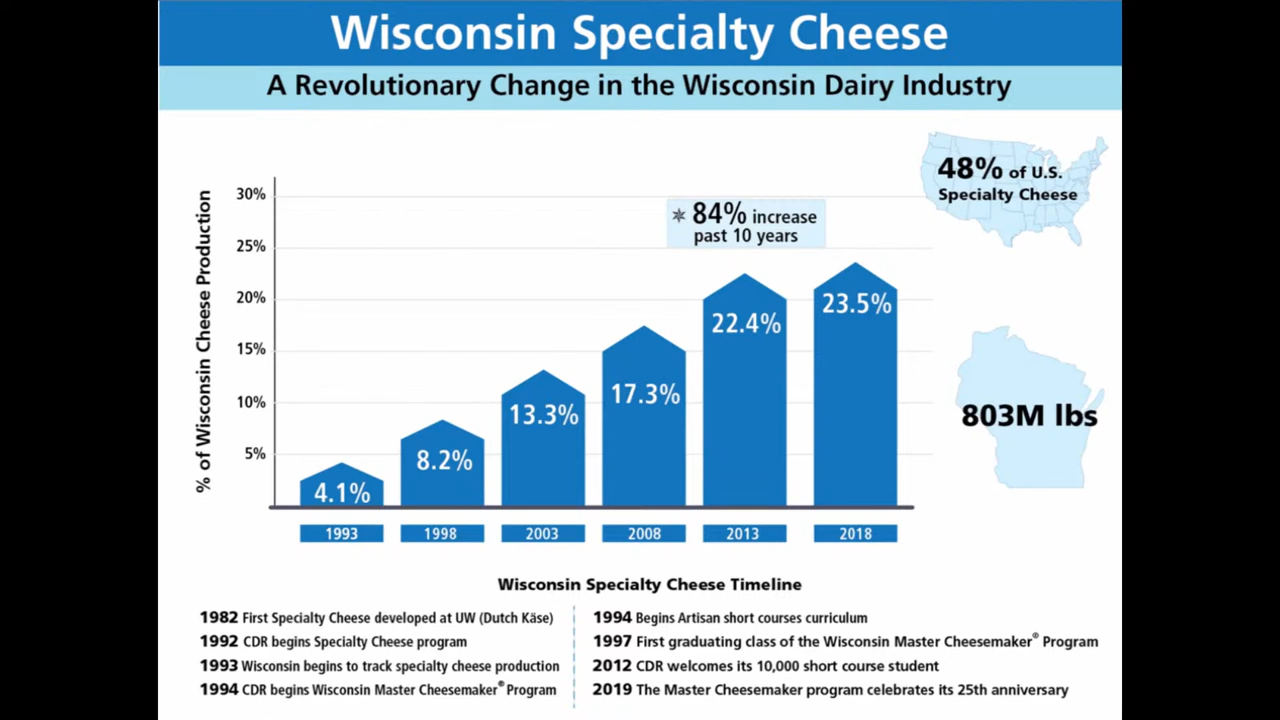 Wisconsin Specialty Cheese
A Revolutionary Change in the Wisconsin Dairy Industry
% of Wisconsin Cheese Production
30%
25%
20%
15%
10%
5%
✶ 84% increase
past 10 years
4.1%
8.2%
13.3%
17.3%
22.4%
23.5%
1993
1998
2003
2008
2013
2018
48% of U.S.
Specialty Cheese
803M lbs
Wisconsin Specialty Cheese Timeline
1982 First Specialty Cheese developed at UW (Dutch Käse)
1992 CDR begins Specialty Cheese program
1993 Wisconsin begins to track specialty cheese production
1994 CDR begins Wisconsin Master Cheesemaker® Program
1994 Begins Artisan short courses curriculum
1997 First graduating class of the Wisconsin Master Cheesemaker® Program
2012 CDR welcomes its 10,000 short course student
2019 The Master Cheesemaker program celebrates its 25th anniversary